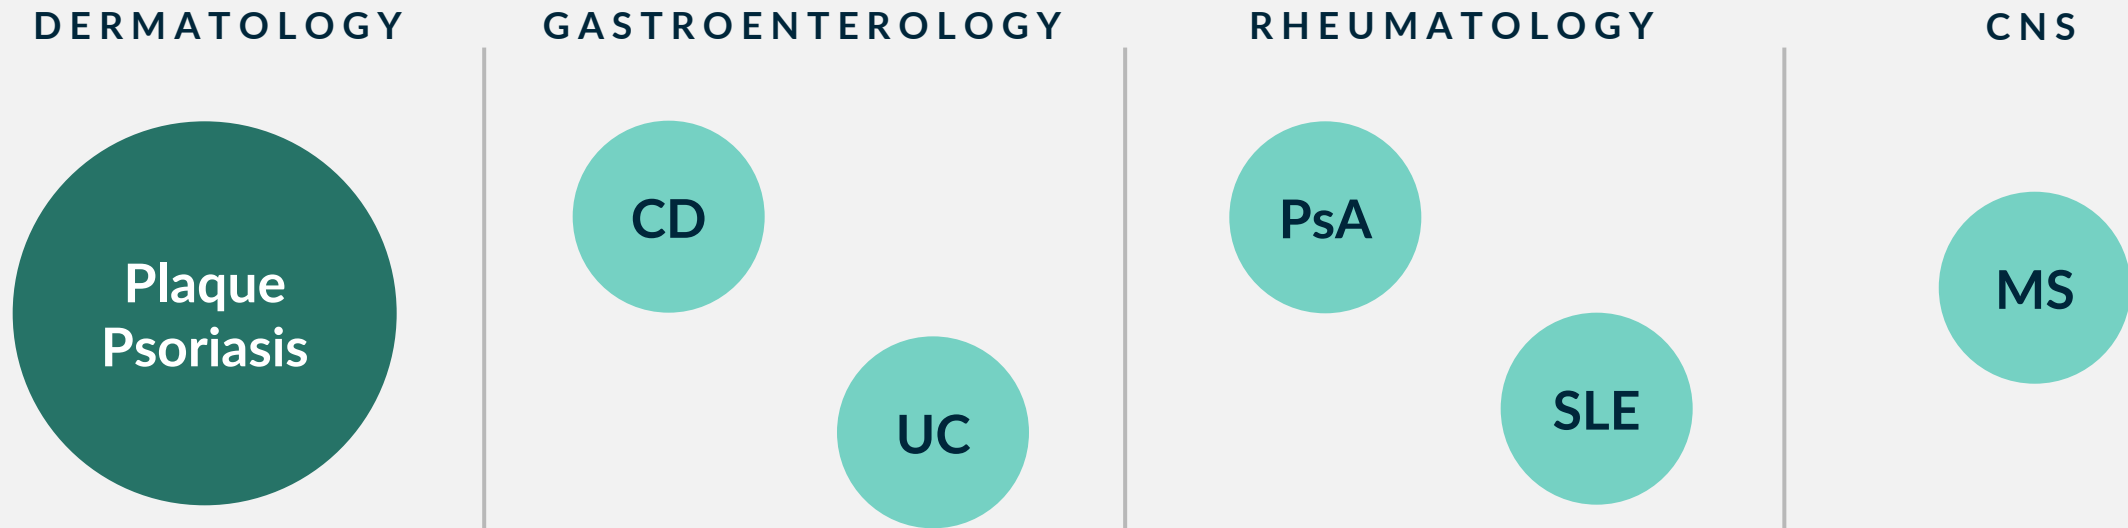 DERMATOLOGY
Plaque
Psoriasis
GASTROENTEROLOGY
CD
UC
RHEUMATOLOGY
PsA
SLE
CNS
MS